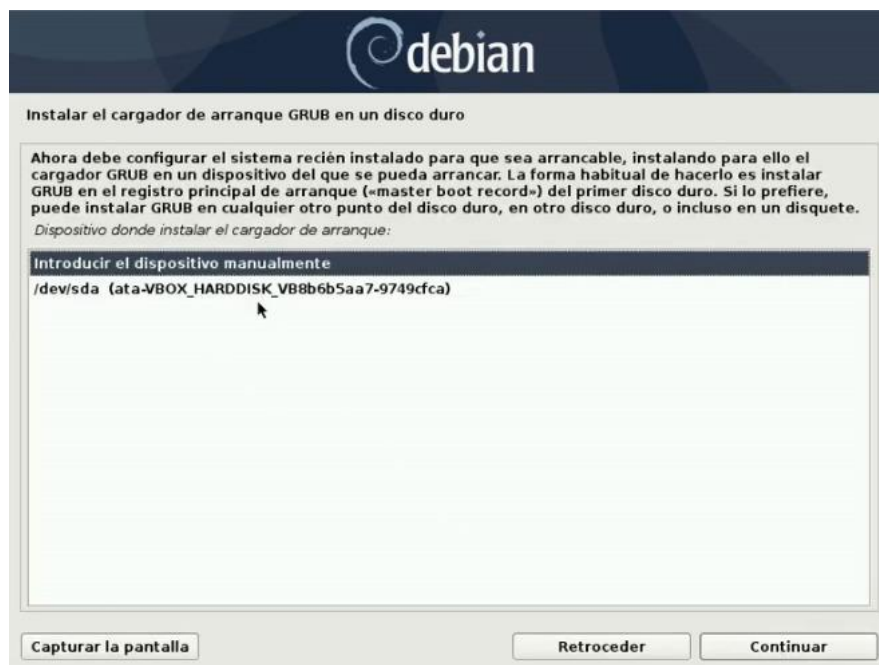 debian
Instalar el cargador de arranque GRUB en un disco duro
Ahora debe configurar el sistema recién instalado para que sea arrancable, instalando para ello el
cargador GRUB en un dispositivo del que se pueda arrancar. La forma habitual de hacerlo es instalar
GRUB en el registro principal de arranque («master boot record») del primer disco duro. Si lo prefiere,
puede instalar GRUB en cualquier otro punto del disco duro, en otro disco duro, o incluso en un disquete.
Dispositivo donde instalar el cargador de arranque:
Introducir el dispositivo manualmente
/dev/sda (ata-VBOX_HARDDISK_VB8b6b5aa7-9749cfca)
Capturar la pantalla
Retroceder
Continuar